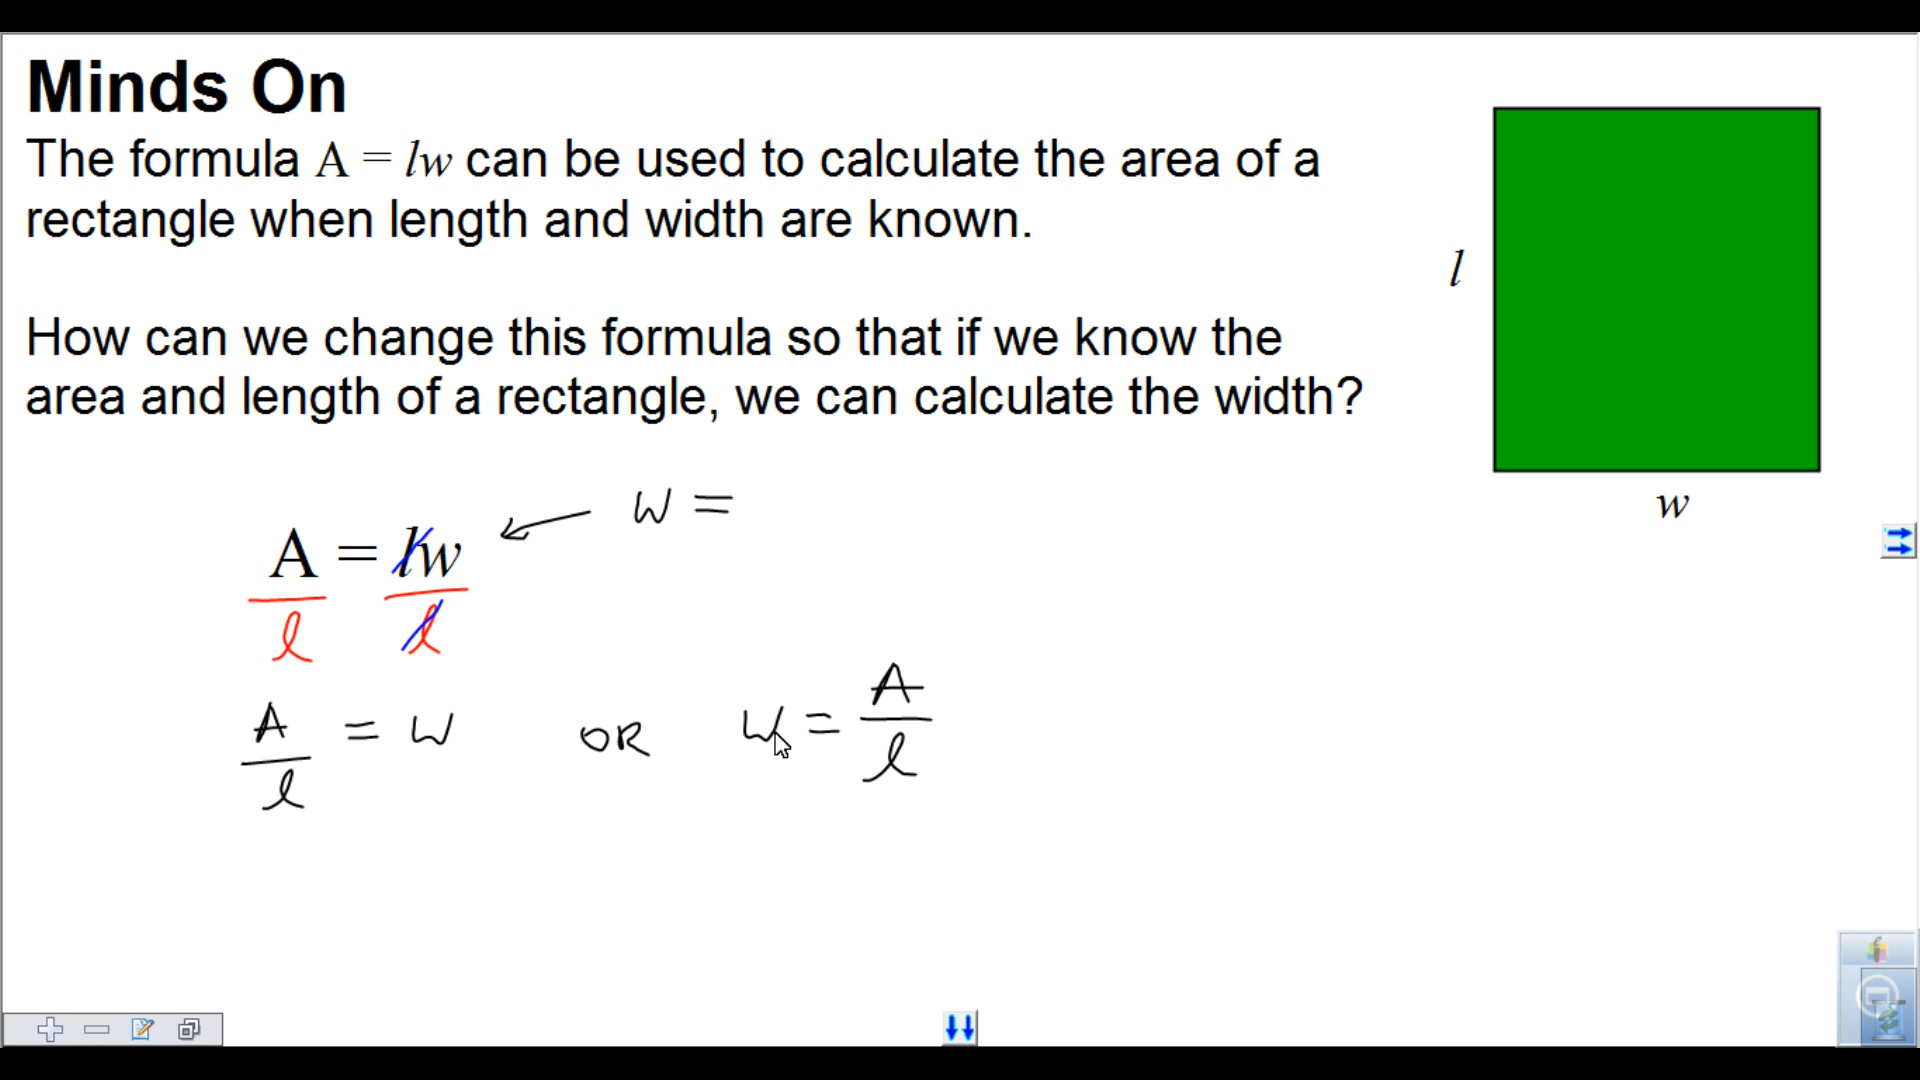 Minds On
The formula A = lw can be used to calculate the area of a
rectangle when length and width are known.
l
How can we change this formula so that if we know the
area and length of a rectangle, we can calculate the width?
w
w =
A = lw
l l
A/l = w OR w = A/l